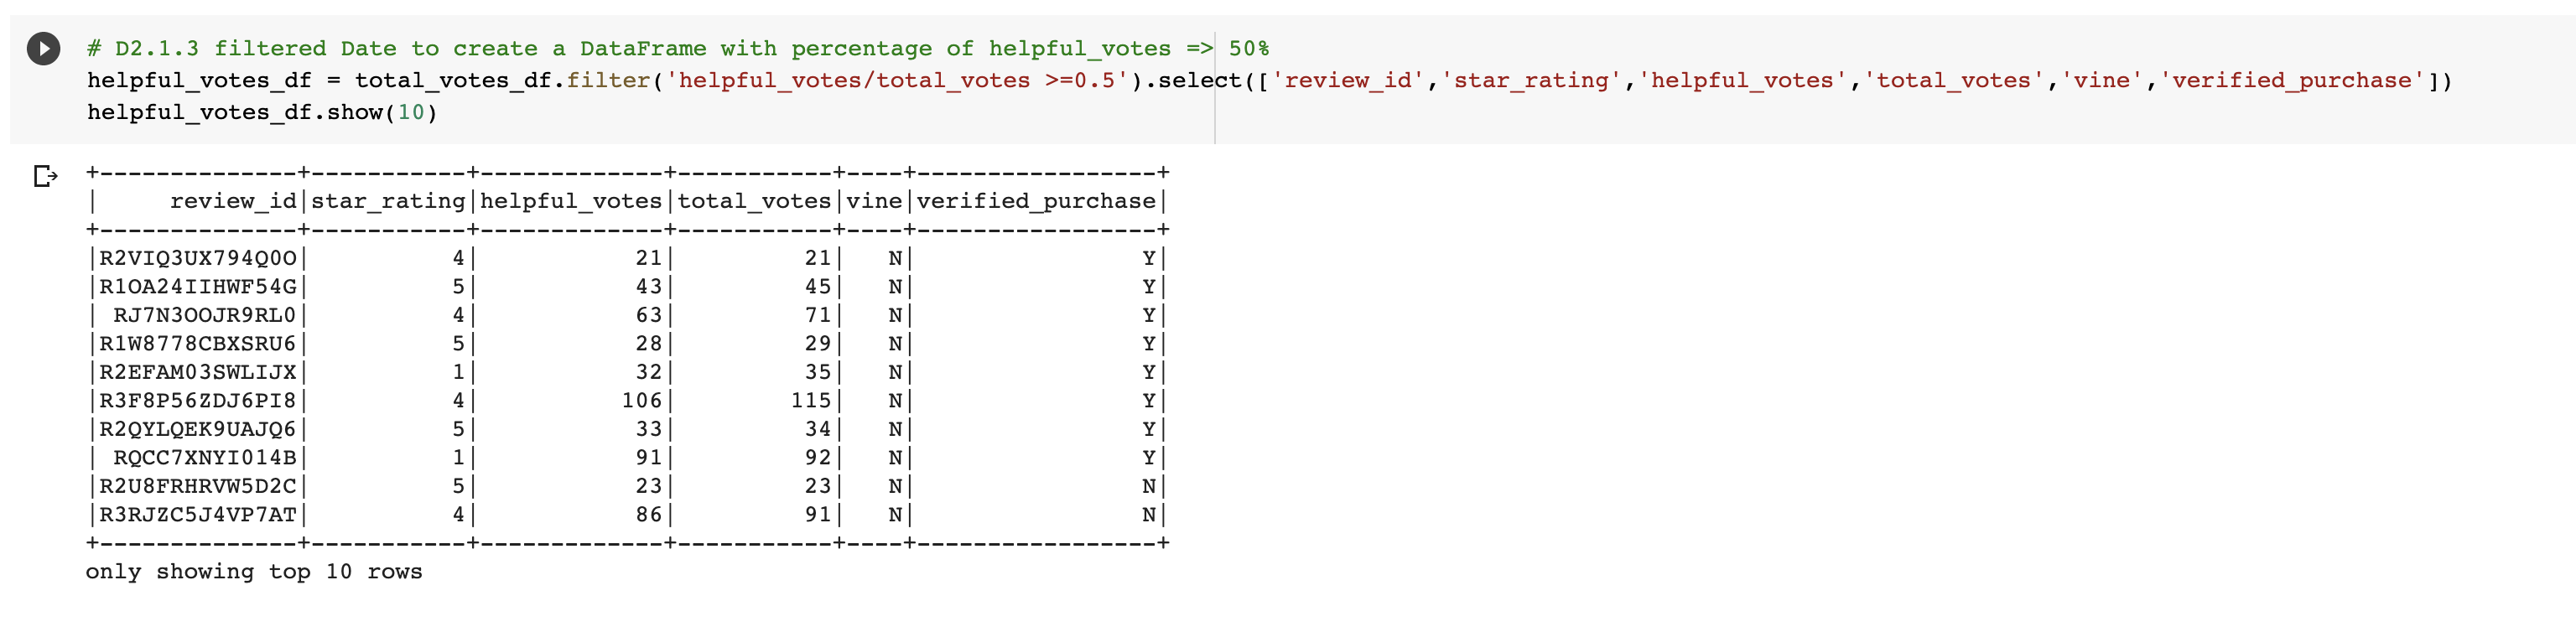 # D2.1.3 filtered Date to create a DataFrame with percentage of helpful_votes => 50%
helpful_votes_df = total_votes_df.filter('helpful_votes/total_votes >=0.5').select(['review_id','star_rating','helpful_votes','total_votes','vine','verified_purchase'])
helpful_votes_df.show(10)
+--------------+-----------+-------------+-----------+----+-----------------+
|     review_id|star_rating|helpful_votes|total_votes|vine|verified_purchase|
+--------------+-----------+-------------+-----------+----+-----------------+
|R2VIQ3UX794Q0O|          4|           21|         21|   N|                Y|
|R1OA24IIHWF54G|          5|           43|         45|   N|                Y|
| RJ7N3OOJR9RL0|          4|           63|         71|   N|                Y|
|R1W8778CBXSRU6|          5|           28|         29|   N|                Y|
|R2EFAM03SWLIJX|          1|           32|         35|   N|                Y|
|R3F8P56ZDJ6PI8|          4|          106|        115|   N|                Y|
|R2QYLQEK9UAJQ6|          5|           33|         34|   N|                Y|
| RQCC7XNYI014B|          1|           91|         92|   N|                Y|
|R2U8FRHRVW5D2C|          5|           23|         23|   N|                N|
|R3RJZC5J4VP7AT|          4|           86|         91|   N|                N|
+--------------+-----------+-------------+-----------+----+-----------------+
only showing top 10 rows